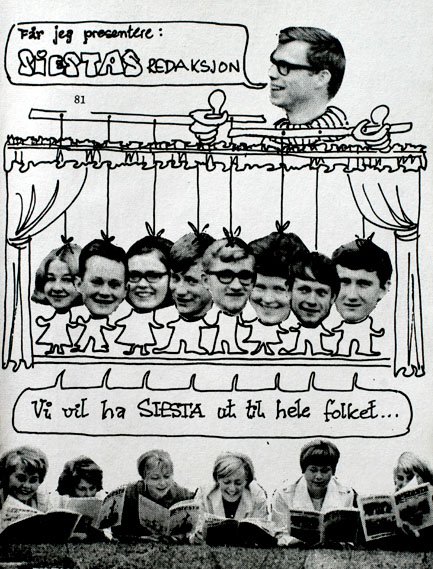 Får jeg presentere:
SIESTAS REDAKSJON
81
Vi vil ha SIESTA ut til hele folket...